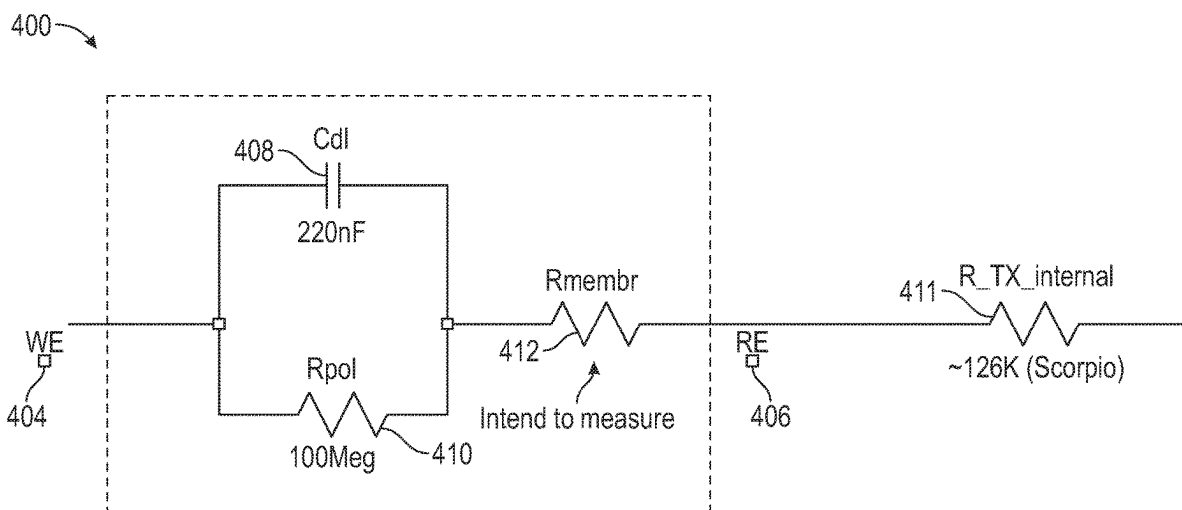 400
Cdl
408
220nF
Rmembr
R_TX_internal
411
WE
412
RE
~126K (Scorpio)
Rpol
404
Intend to measure
406
100Meg
410